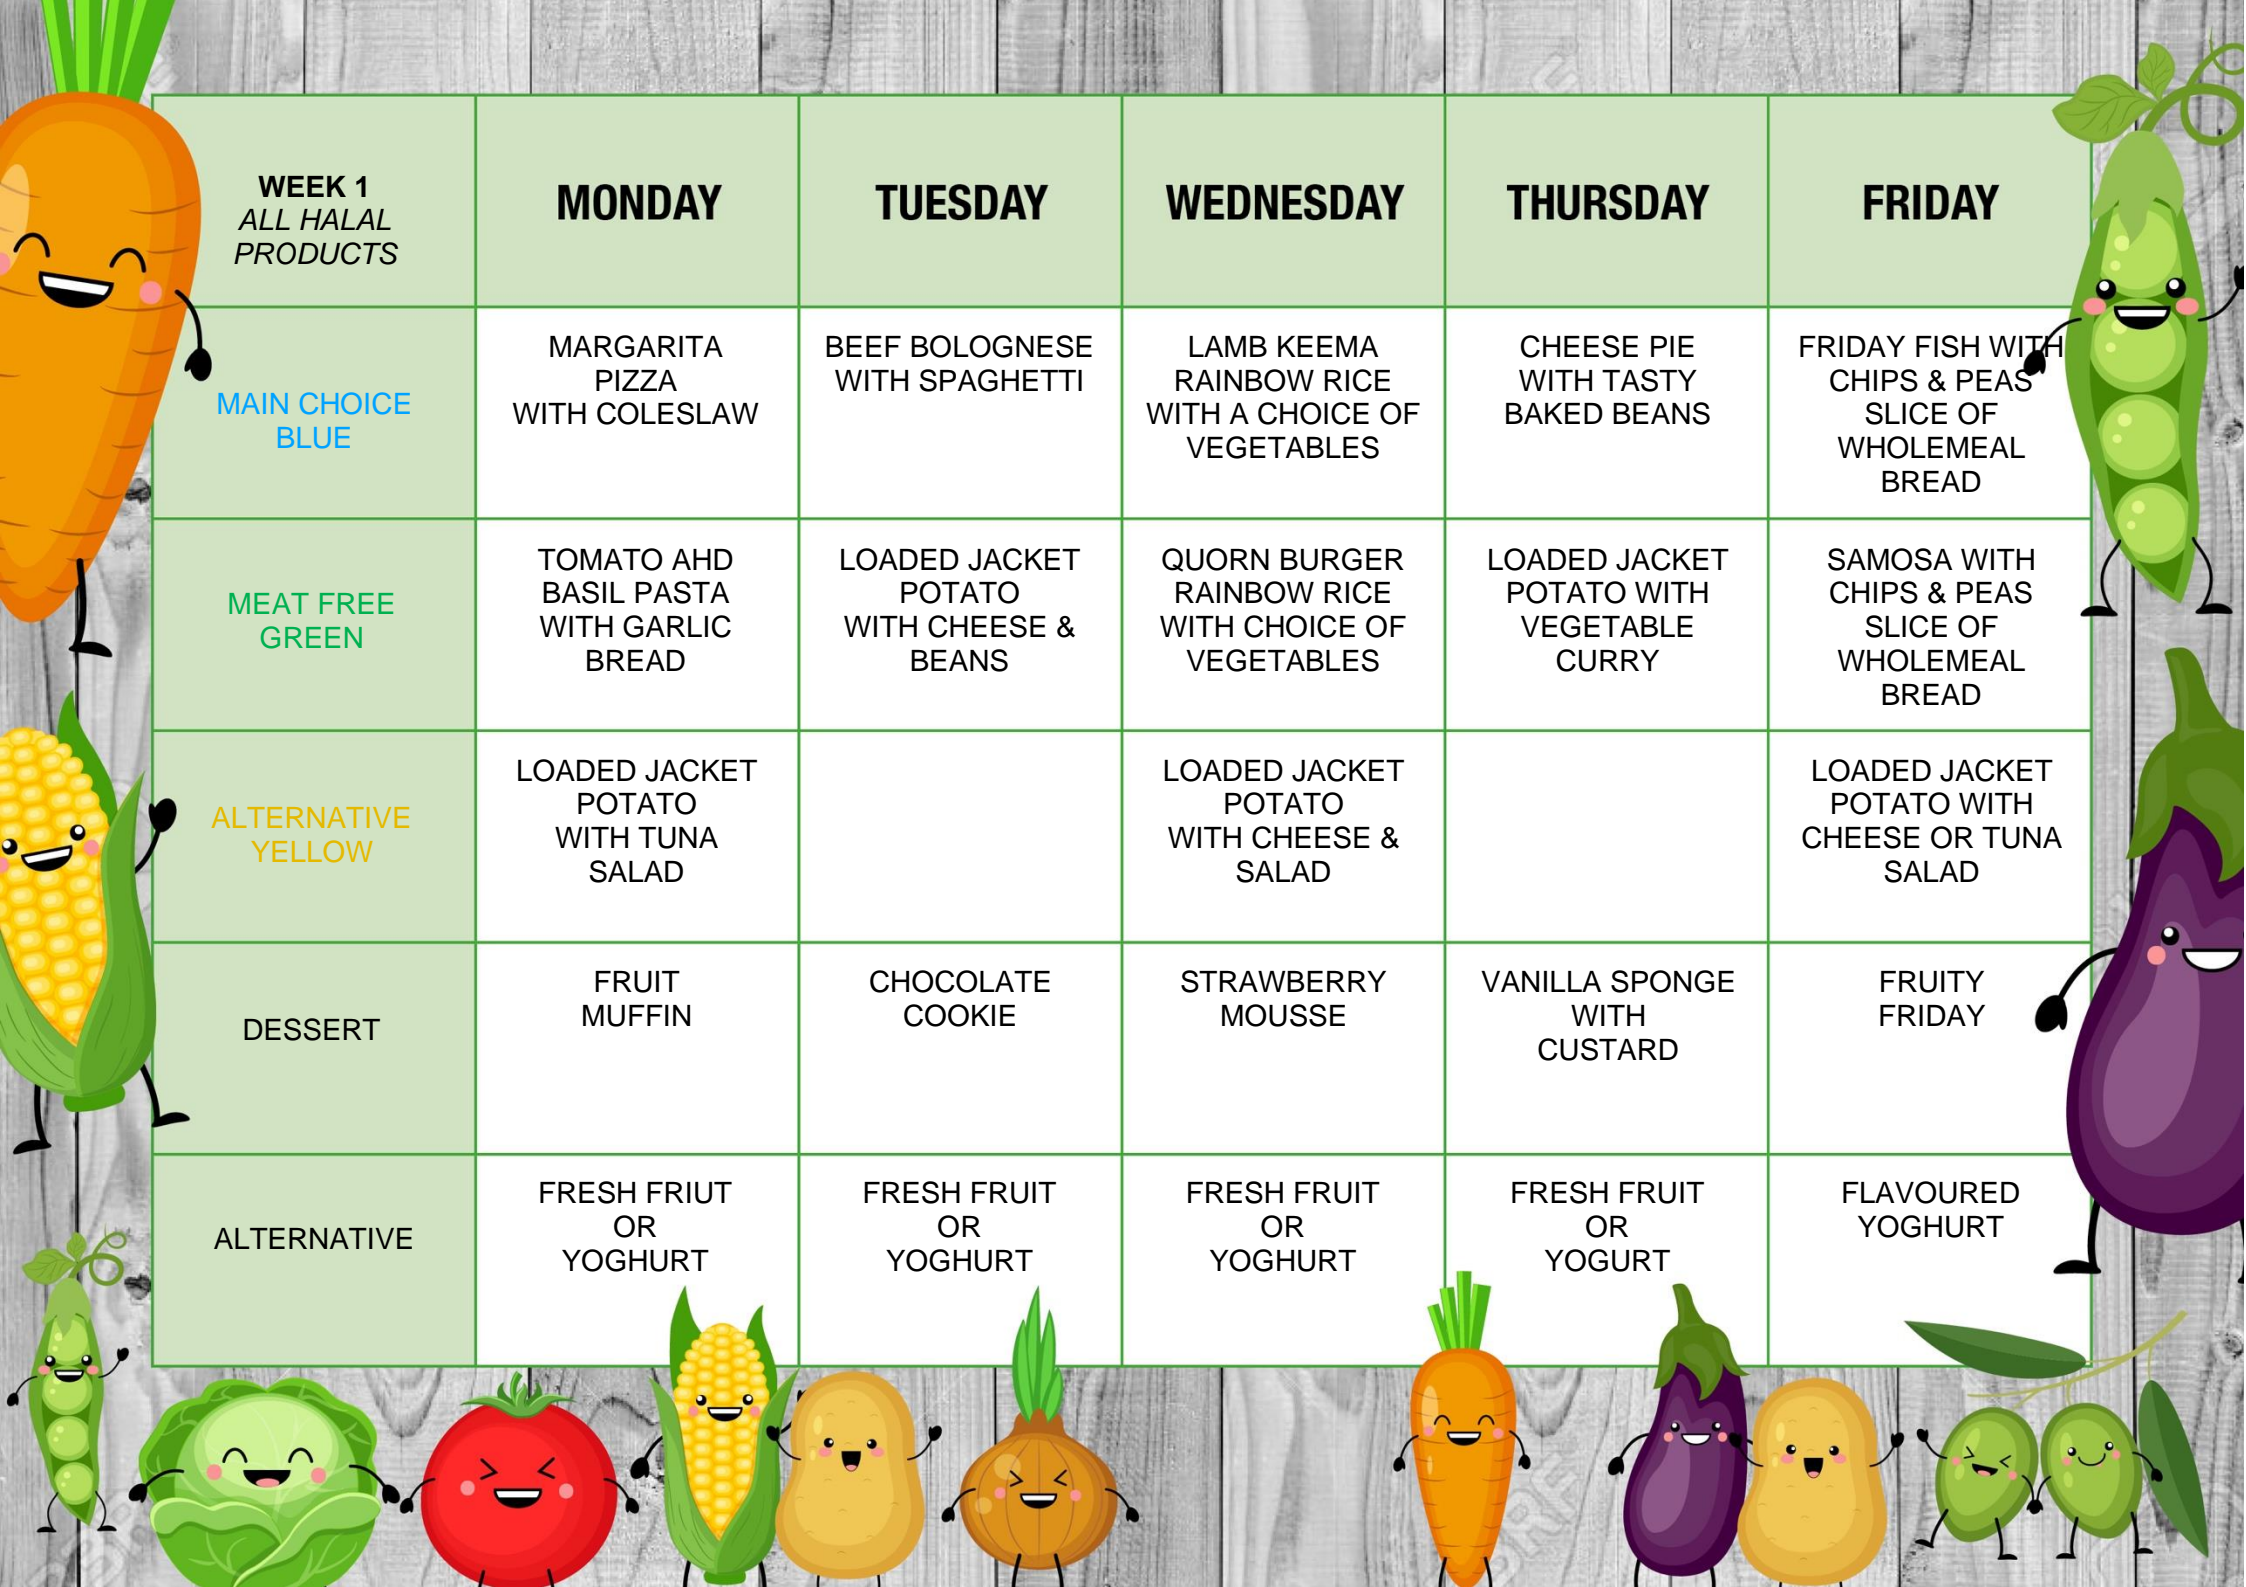 WEEK 1
ALL HALAL
PRODUCTS
MONDAY
TUESDAY
WEDNESDAY
THURSDAY
FRIDAY
MAIN CHOICE
BLUE
MARGARITA
PIZZA
WITH COLESLAW
BEEF BOLOGNESE
WITH SPAGHETTI
LAMB KEEMA
RAINBOW RICE
WITH A CHOICE OF
VEGETABLES
CHEESE PIE
WITH TASTY
BAKED BEANS
FRIDAY FISH WITH
CHIPS & PEAS
SLICE OF
WHOLEMEAL
BREAD
MEAT FREE
GREEN
TOMATO AHD
BASIL PASTA
WITH GARLIC
BREAD
LOADED JACKET
POTATO
WITH CHEESE &
BEANS
QUORN BURGER
RAINBOW RICE
WITH CHOICE OF
VEGETABLES
LOADED JACKET
POTATO WITH
VEGETABLE
CURRY
SAMOSA WITH
CHIPS & PEAS
SLICE OF
WHOLEMEAL
BREAD
ALTERNATIVE
YELLOW
LOADED JACKET
POTATO
WITH TUNA
SALAD
LOADED JACKET
POTATO
WITH CHEESE &
SALAD
LOADED JACKET
POTATO WITH
CHEESE OR TUNA
SALAD
DESSERT
FRUIT
MUFFIN
CHOCOLATE
COOKIE
STRAWBERRY
MOUSSE
VANILLA SPONGE
WITH
CUSTARD
FRUITY
FRIDAY
ALTERNATIVE
FRESH FRIUT
OR
YOGHURT
FRESH FRUIT
OR
YOGHURT
FRESH FRUIT
OR
YOGHURT
FRESH FRUIT
OR
YOGURT
FLAVOURED
YOGHURT